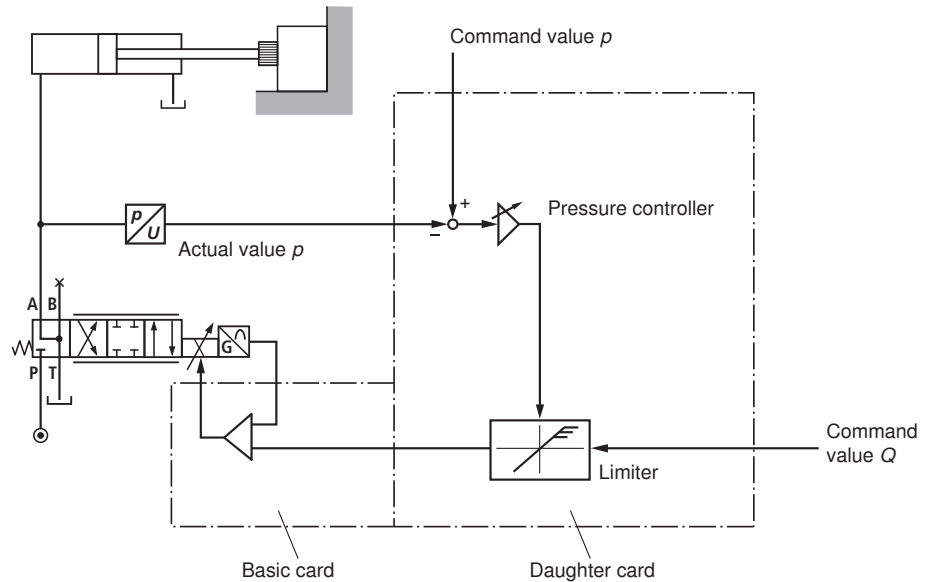 Command value p
+
p
U
–
Pressure controller
Actual value p
A B
G
P T
Command
value Q
Limiter
Basic card
Daughter card